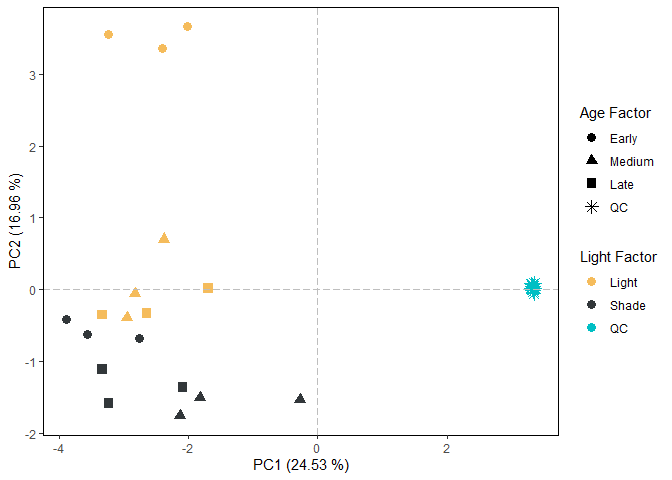 3
2
1
0
-1
-2
PC2 (16.96 %)
-4
-2
0
2
PC1 (24.53 %)
Age Factor
Early
Medium
Late
QC
Light Factor
Light
Shade
QC